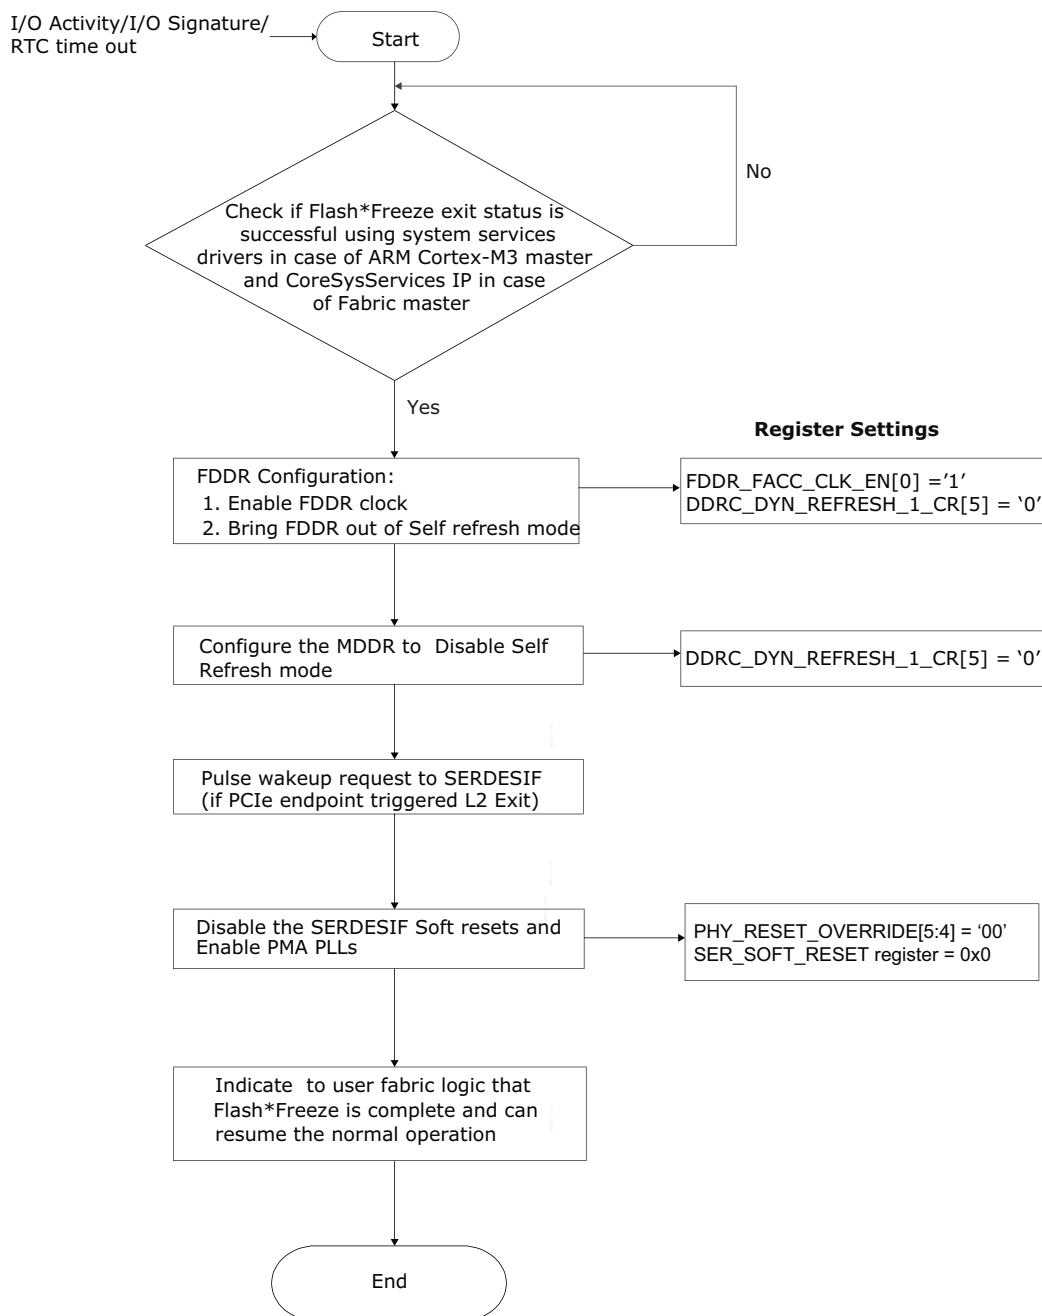 I/O Activity/I/O Signature/
RTC time out
Start
No
Check if Flash*Freeze exit status is
successful using system services
drivers in case of ARM Cortex-M3 master
and CoreSysServices IP in case
of Fabric master
Yes
Register Settings
FDDR Configuration:
1. Enable FDDR clock
2. Bring FDDR out of Self refresh mode
FDDR_FACC_CLK_EN[0] =’1’
DDRC_DYN_REFRESH_1_CR[5] = ‘0’
Configure the MDDR to Disable Self
Refresh mode
DDRC_DYN_REFRESH_1_CR[5] = ‘0’
Pulse wakeup request to SERDESIF
(if PCIe endpoint triggered L2 Exit)
Disable the SERDESIF Soft resets and
Enable PMA PLLs
PHY_RESET_OVERRIDE[5:4] = ‘00’
SER_SOFT_RESET register = 0x0
Indicate to user fabric logic that
Flash*Freeze is complete and can
resume the normal operation
End